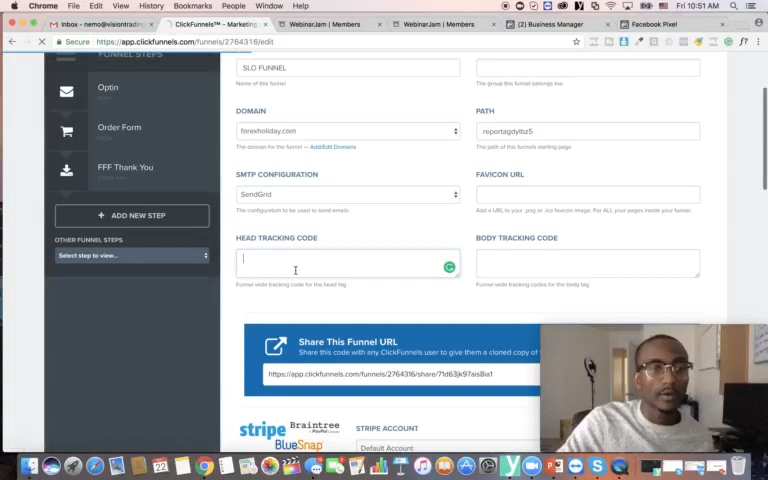 Chrome File Edit View History Bookmarks People Window Help
Fri 10:51 AM
Inbox - nemo@visiontrading
ClickFunnels™ - Marketing
WebinarJam | Members
WebinarJam | Members
(2) Business Manager
Facebook Pixel
Secure https://app.clickfunnels.com/funnels/2764316/edit
FUNNEL STEPS
Optin
Order Form
FFF Thank You
+ ADD NEW STEP
OTHER FUNNEL STEPS
Select step to view...
SLO FUNNEL
Name of this funnel
The group this funnel belongs too
DOMAIN
PATH
forexholiday.com
reportagdylbz5
The domain for the funnel — Add/Edit Domains
The path of this funnels starting page
SMTP CONFIGURATION
FAVICON URL
SendGrid
The configuration to be used in send emails.
Add a URL to your .png or .ico favicon image. For ALL your pages inside your funnel.
HEAD TRACKING CODE
BODY TRACKING CODE
Funnel wide tracking code for the head tag
Funnel wide tracking codes for the body tag
Share This Funnel URL
Share this code with any ClickFunnels user to give them a cloned copy of
https://app.clickfunnels.com/funnels/2764316/share/71d63jk97ais8ia1
stripe Braintree
A PayPal Company
BlueSnap
STRIPE ACCOUNT
Default Account